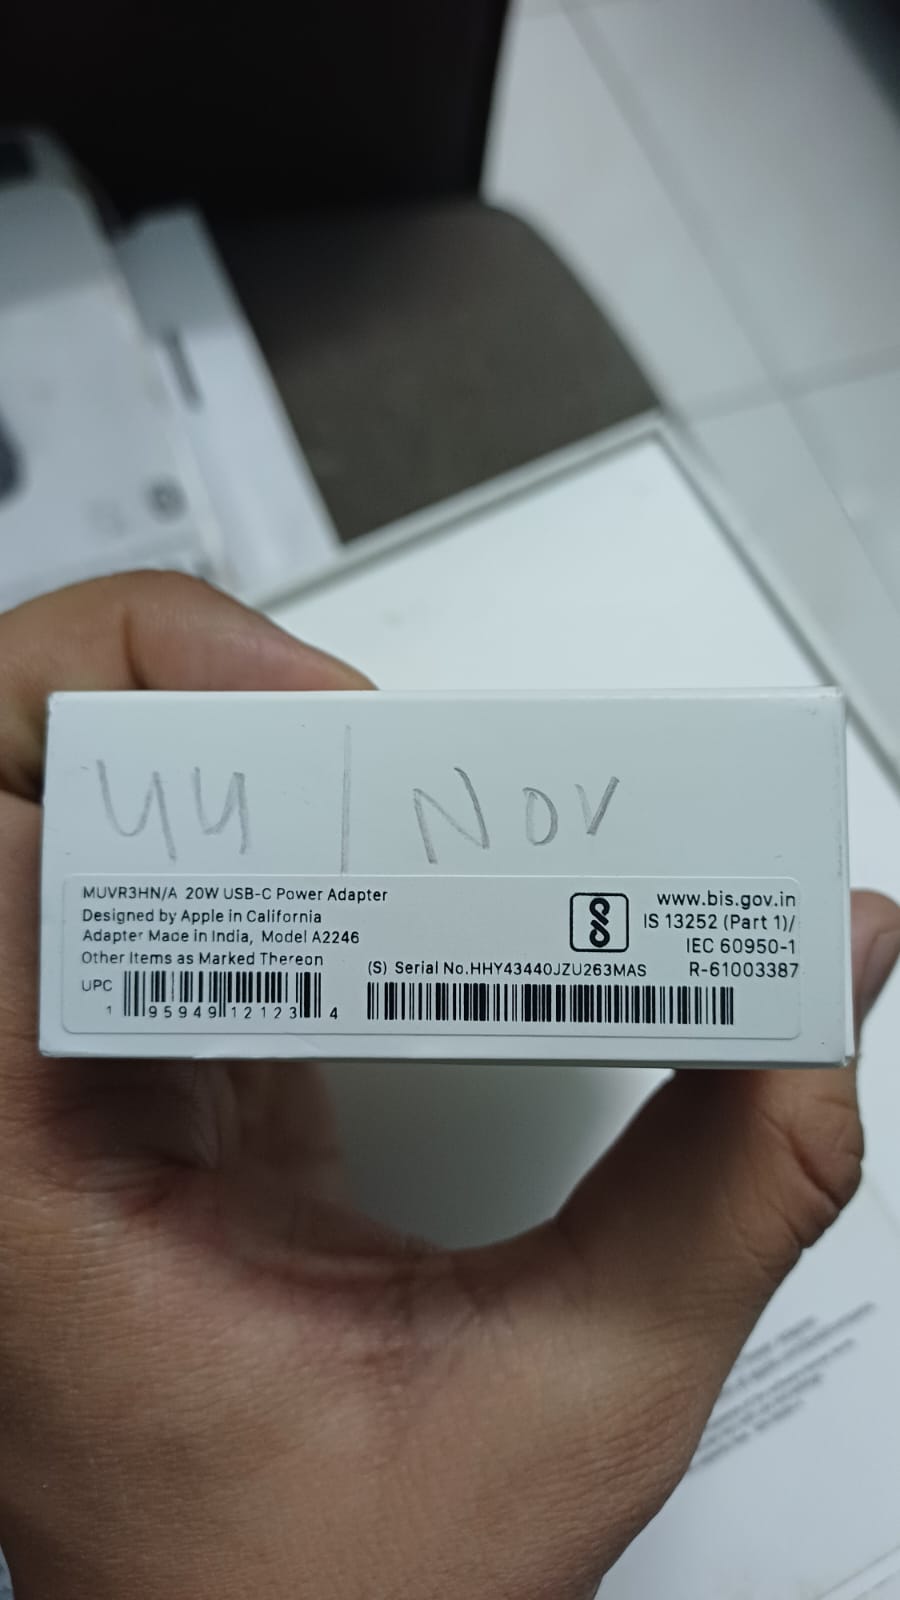 44 | NOV
MUVR3HN/A 20W USB-C Power Adapter
Designed by Apple in California
Adapter Made in India, Model A2246
Other Items as Marked Thereon
UPC
1 95949 12123 4
(S) Serial No.HHY43440JZU263MAS
www.bis.gov.in
IS 13252 (Part 1)/
IEC 60950-1
R-61003387